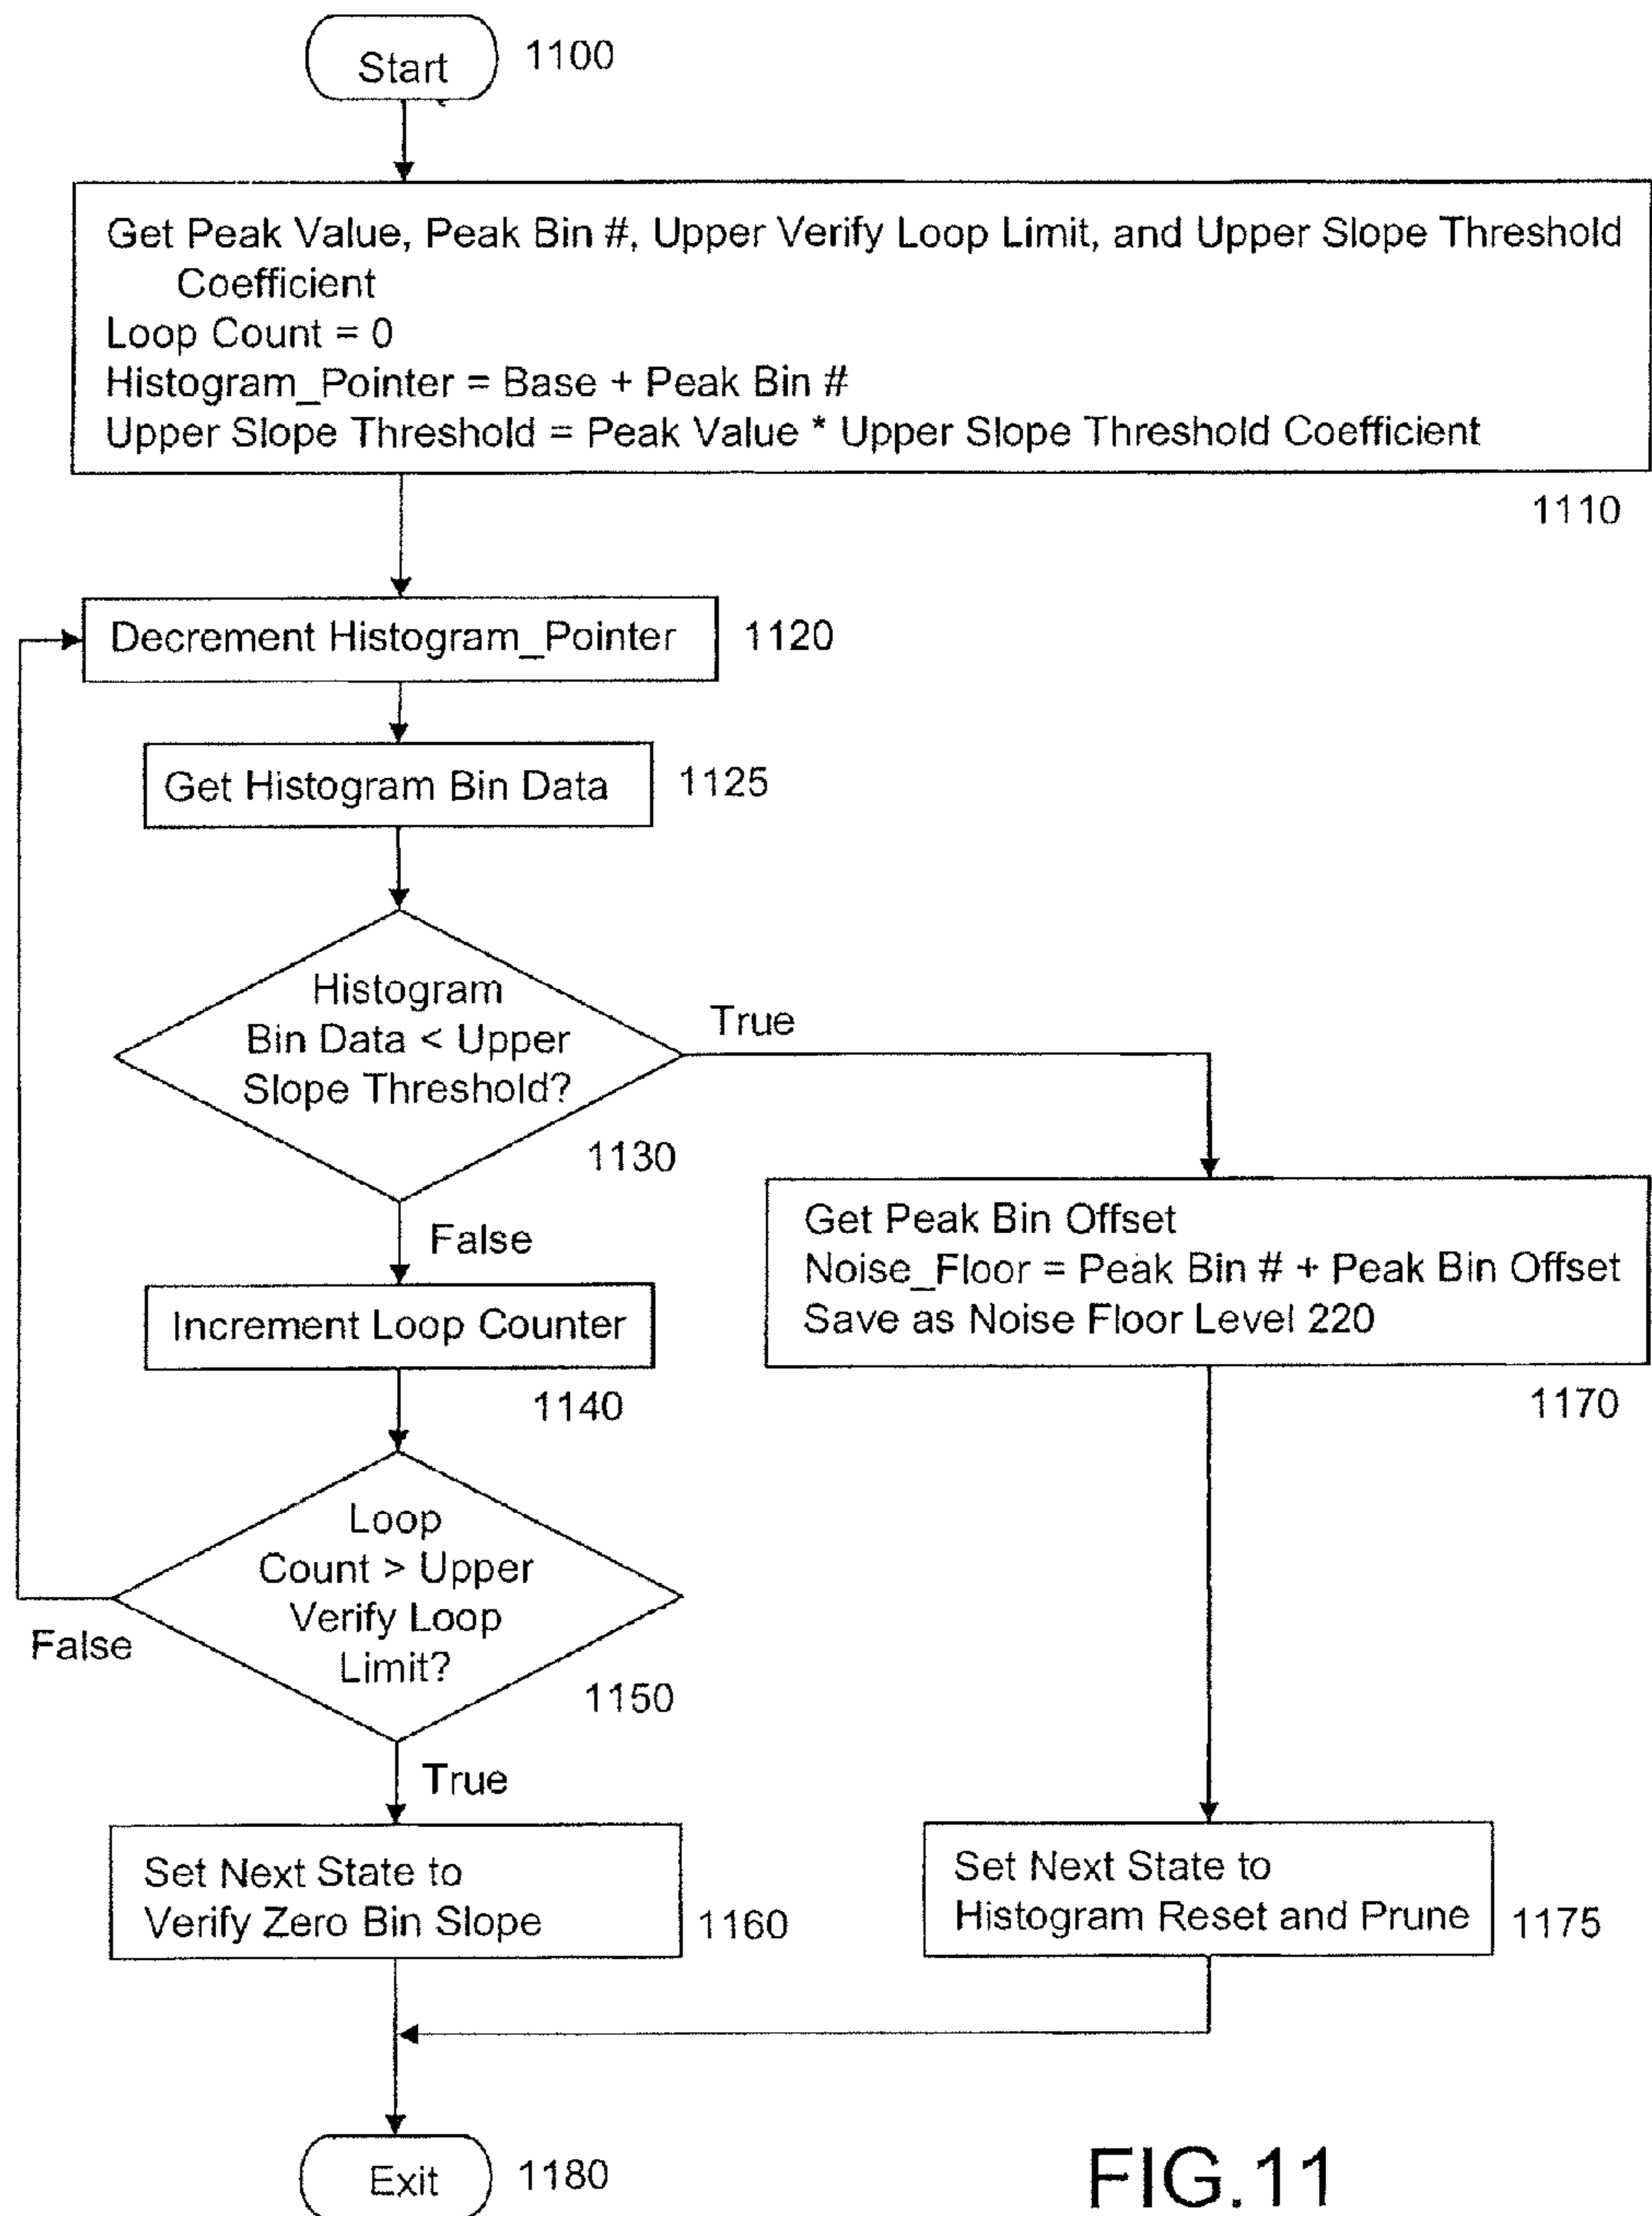 Start
1100
Get Peak Value, Peak Bin #, Upper Verify Loop Limit, and Upper Slope Threshold
Coefficient
Loop Count = 0
Histogram_Pointer = Base + Peak Bin #
Upper Slope Threshold = Peak Value * Upper Slope Threshold Coefficient
1110
Decrement Histogram_Pointer
1120
Get Histogram Bin Data
1125
Histogram
Bin Data < Upper
Slope Threshold?
1130
True
False
Increment Loop Counter
1140
Get Peak Bin Offset
Noise_Floor = Peak Bin # + Peak Bin Offset
Save as Noise Floor Level 220
1170
Loop
Count > Upper
Verify Loop
Limit?
1150
False
True
Set Next State to
Verify Zero Bin Slope
1160
Set Next State to
Histogram Reset and Prune
1175
Exit
1180
FIG.11